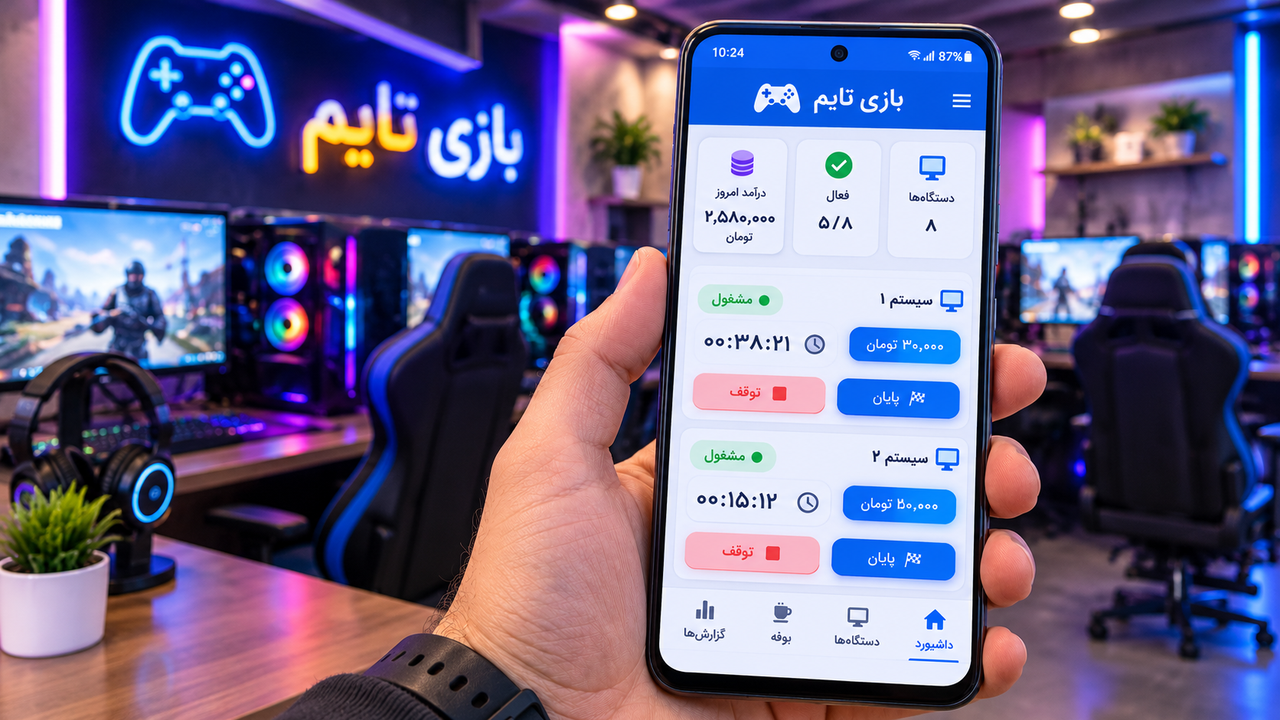 بازی تایم
10:24
87%
بازی تایم
دستگاه‌ها
۸
فعال
۵/۸
درآمد امروز
۲,۵۸۰,۰۰۰
تومان
سیستم ۱
مشغول
۰۰:۳۸:۲۱
۳۰,۰۰۰ تومان
پایان
توقف
سیستم ۲
مشغول
۰۰:۱۵:۱۲
تومان
پایان
توقف
داشبورد
دستگاه‌ها
بوفه
گزارش‌ها